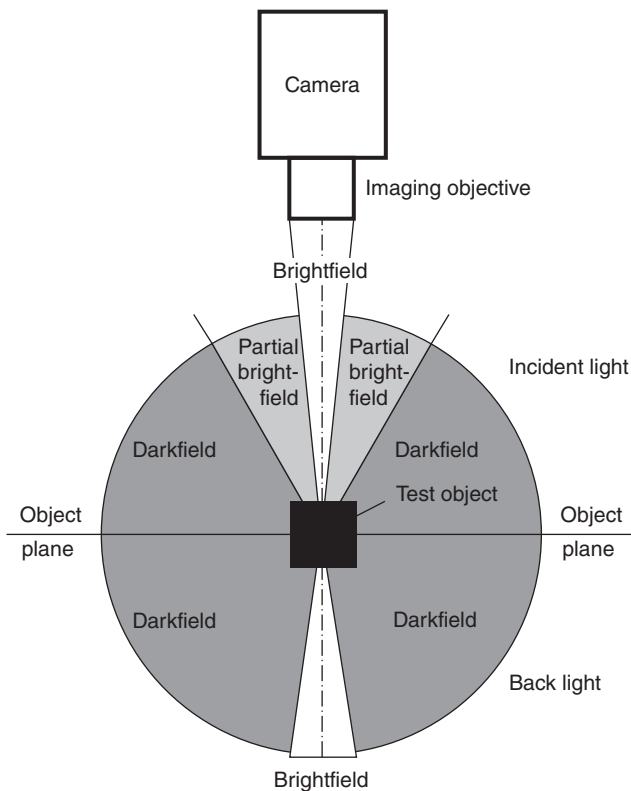 Camera
Imaging objective
Brightfield
Partial
bright-
field
Partial
bright-
field
Incident light
Darkfield
Darkfield
Test object
Object
plane
Object
plane
Darkfield
Darkfield
Back light
Brightfield